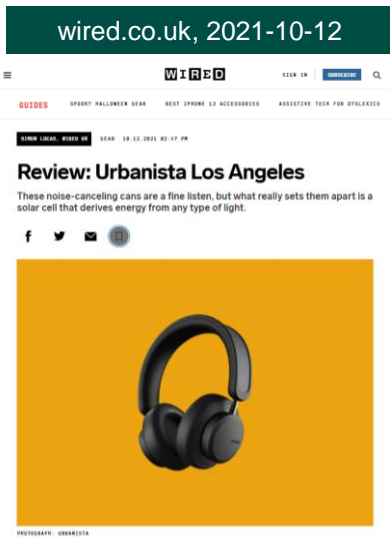 wired.co.uk, 2021-10-12
WIRED
SIGN IN
SUBSCRIBE
GUIDES
SPOOKY HALLOWEEN GEAR
BEST IPHONE 13 ACCESSORIES
ASSISTIVE TECH FOR DYSLEXICS
SIMON LUCAS, WIRED UK
GEAR
10.12.2021 02:47 PM
Review: Urbanista Los Angeles
These noise-canceling cans are a fine listen, but what really sets them apart is a
solar cell that derives energy from any type of light.
PHOTOGRAPH: URBANISTA